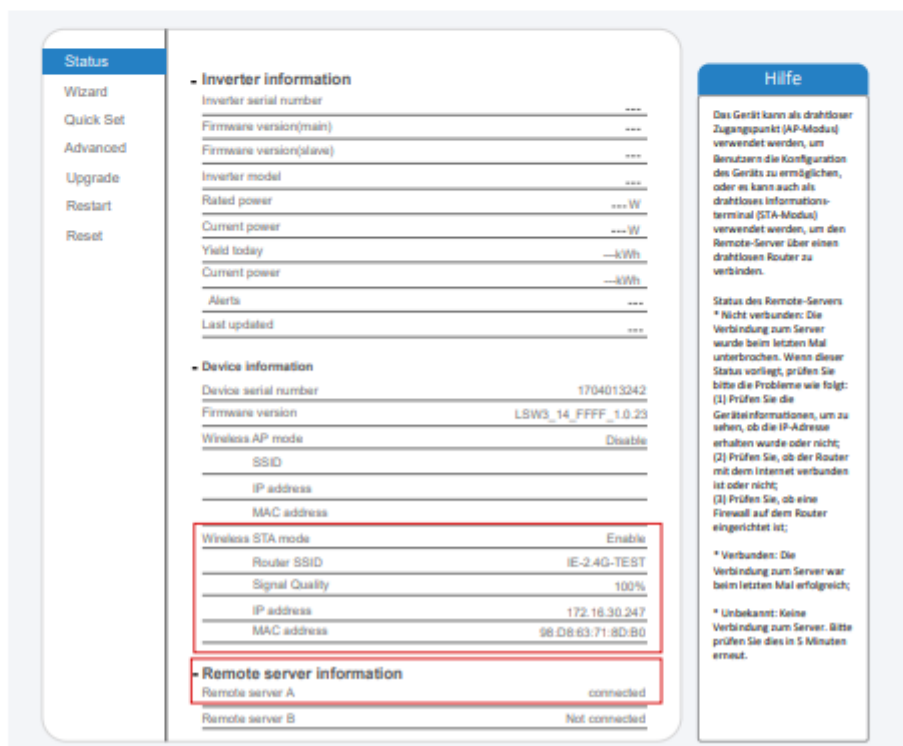 Status
Wizard
Quick Set
Advanced
Upgrade
Restart
Reset
- Inverter information
Inverter serial number ---
Firmware version(main) ---
Firmware version(slave) ---
Inverter model ---
Rated power --- W
Current power --- W
Yield today ---kWh
Current power ---kWh
Alerts ---
Last updated ---
- Device information
Device serial number 1704013242
Firmware version LSW3_14_FFFF_1.0.23
Wireless AP mode Disable
SSID
IP address
MAC address
Wireless STA mode Enable
Router SSID IE-2.4G-TEST
Signal Quality 100%
IP address 172.16.30.247
MAC address 98:D8:63:71:8D:B0
- Remote server information
Remote server A connected
Remote server B Not connected
Hilfe
Das Gerät kann als drahtloser
Zugangspunkt (AP-Modus)
verwendet werden, um
Benutzern die Konfiguration
des Geräts zu ermöglichen,
oder es kann auch als
drahtloses Informations-
terminal (STA-Modus)
verwendet werden, um den
Remote-Server über einen
drahtlosen Router zu
verbinden.
Status des Remote-Servers
* Nicht verbunden: Die
Verbindung zum Server
wurde beim letzten Mal
unterbrochen. Wenn dieser
Status vorliegt, prüfen Sie
bitte die Probleme wie folgt:
(1) Prüfen Sie die
Geräteinformationen, um zu
sehen, ob die IP-Adresse
erhalten wurde oder nicht;
(2) Prüfen Sie, ob der Router
mit dem Internet verbunden
ist oder nicht;
(3) Prüfen Sie, ob eine
Firewall auf dem Router
eingerichtet ist;
* Verbunden: Die
Verbindung zum Server war
beim letzten Mal erfolgreich;
* Unbekannt: Keine
Verbindung zum Server. Bitte
prüfen Sie dies in 5 Minuten
erneut.